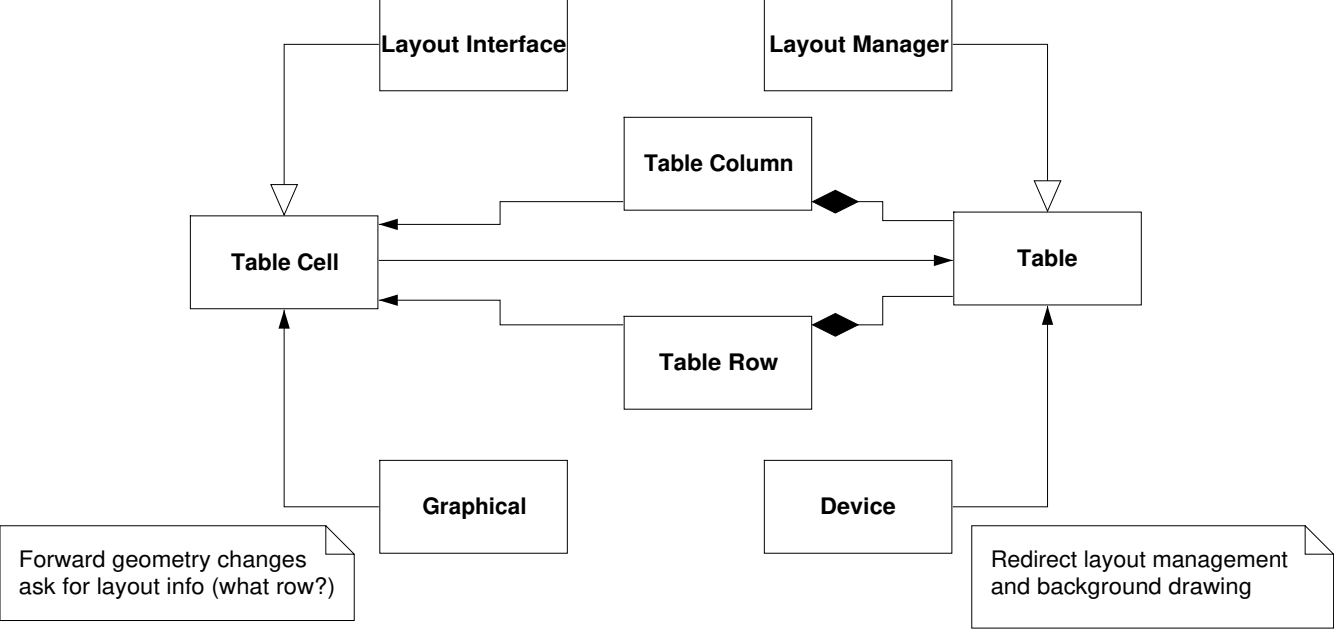 Layout Interface
Layout Manager
Table Column
Table Cell
Table
Table Row
Graphical
Device
Forward geometry changes
ask for layout info (what row?)
Redirect layout management
and background drawing